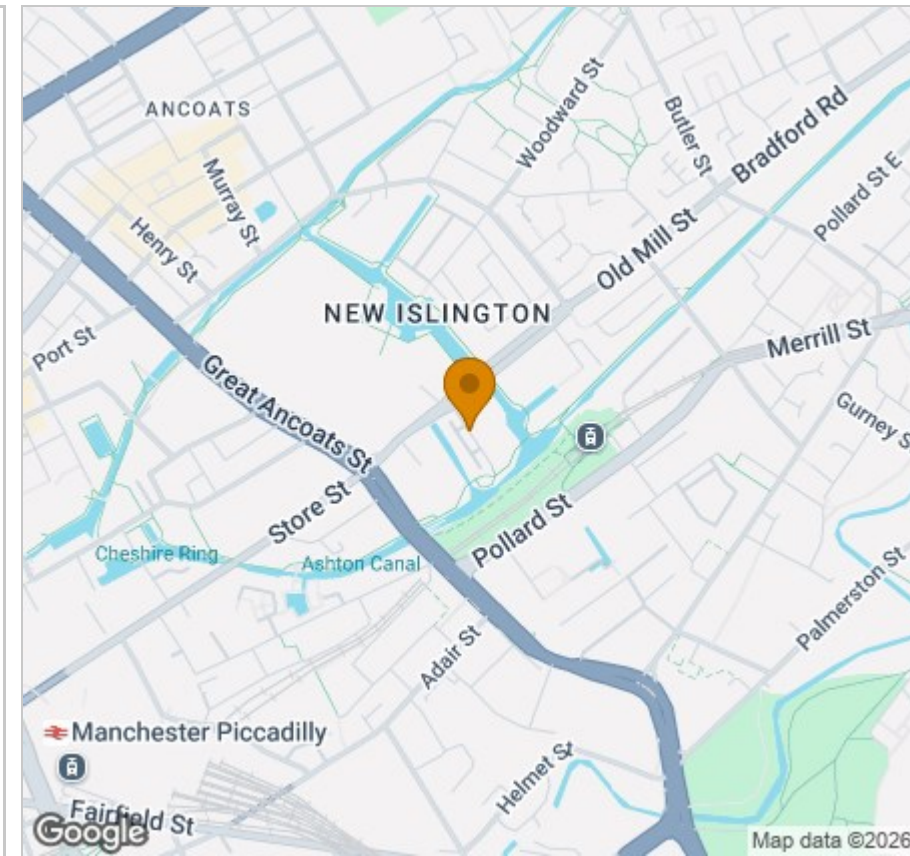 ANCOATS
Woodward St
Butler St
Bradford Rd
Murray St
Henry St
Pollard St E
Old Mill St
NEW ISLINGTON
Port St
Merrill St
Great Ancoats St
Gurney S
Store St
Pollard St
Cheshire Ring
Ashton Canal
Palmerston St
Adair St
Manchester Piccadilly
Helmet St
Fairfield St
Google
Map data ©2026